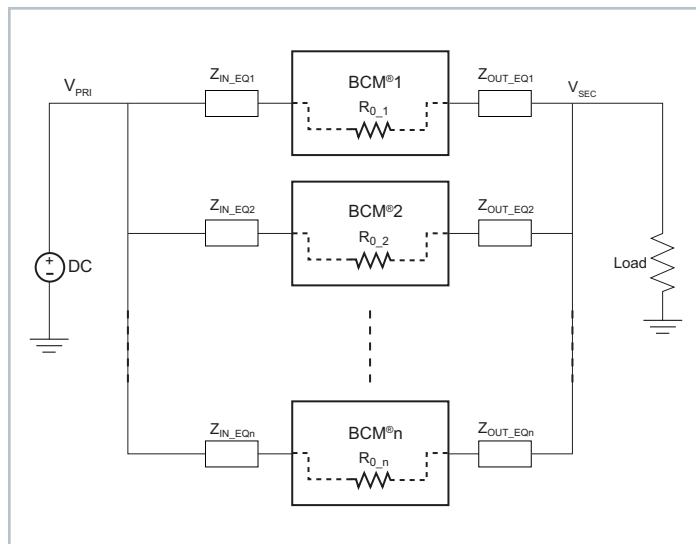 V_PRI
Z_IN_EQ1
BCM®1
R_0_1
Z_OUT_EQ1
V_SEC
Z_IN_EQ2
BCM®2
R_0_2
Z_OUT_EQ2
+
DC
Load
Z_IN_EQn
BCM®n
R_0_n
Z_OUT_EQn